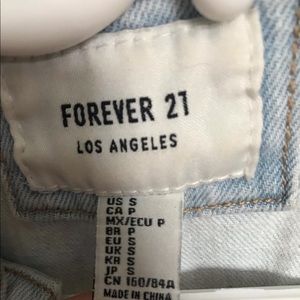 FOREVER 21
LOS ANGELES
US S
CA P
MX/ECU P
BR P
EU S
UK S
KR S
JP S
CN 160/84A
MADE IN CHINA